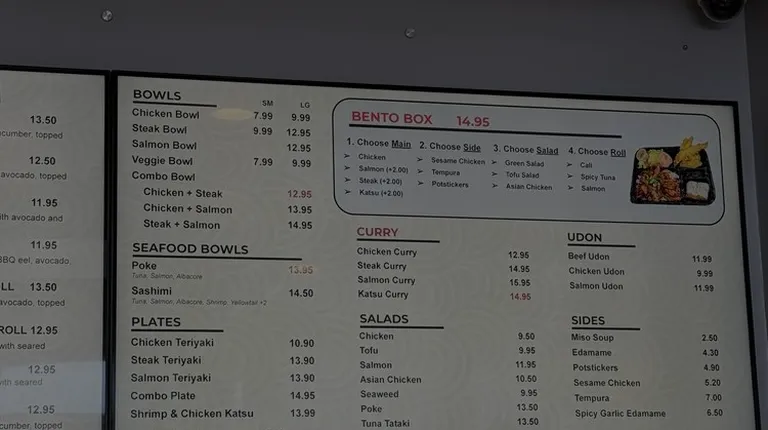 13.50
cumber, topped
12.50
avocado, topped
11.95
with avocado and
11.95
BBQ eel, avocado,
LL 13.50
avocado, topped
ROLL 12.95
with seared
12.95
with seared
12.95
cumber, topped
BOWLS SM LG
Chicken Bowl 7.99 9.99
Steak Bowl 9.99 12.95
Salmon Bowl 12.95
Veggie Bowl 7.99 9.99
Combo Bowl
Chicken + Steak 12.95
Chicken + Salmon 13.95
Steak + Salmon 14.95
SEAFOOD BOWLS
Poke 13.95
Tuna, Salmon, Albacore
Sashimi 14.50
Tuna, Salmon, Albacore, Shrimp, Yellowtail +2
PLATES
Chicken Teriyaki 10.90
Steak Teriyaki 13.90
Salmon Teriyaki 13.90
Combo Plate 14.95
Shrimp & Chicken Katsu 13.99
BENTO BOX 14.95
1. Choose Main
➢ Chicken
➢ Salmon (+2.00)
➢ Steak (+2.00)
➢ Katsu (+2.00)
2. Choose Side
➢ Sesame Chicken
➢ Tempura
➢ Potstickers
3. Choose Salad
➢ Green Salad
➢ Tofu Salad
➢ Asian Chicken
4. Choose Roll
➢ Cali
➢ Spicy Tuna
➢ Salmon
CURRY
Chicken Curry 12.95
Steak Curry 14.95
Salmon Curry 15.95
Katsu Curry 14.95
SALADS
Chicken 9.50
Tofu 9.95
Salmon 11.95
Asian Chicken 10.50
Seaweed 9.95
Poke 13.50
Tuna Tataki 13.50
UDON
Beef Udon 11.99
Chicken Udon 9.99
Salmon Udon 11.99
SIDES
Miso Soup 2.50
Edamame 4.30
Potstickers 4.90
Sesame Chicken 5.20
Tempura 7.00
Spicy Garlic Edamame 6.50